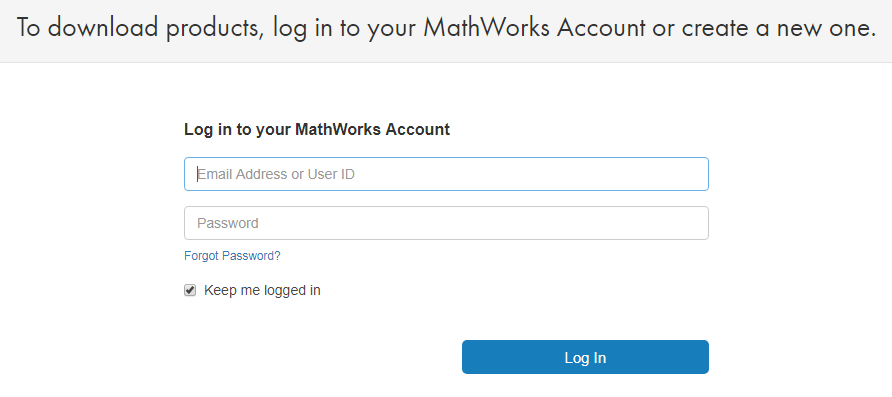 To download products, log in to your MathWorks Account or create a new one.
Log in to your MathWorks Account
Email Address or User ID
Password
Forgot Password?
Keep me logged in
Log In